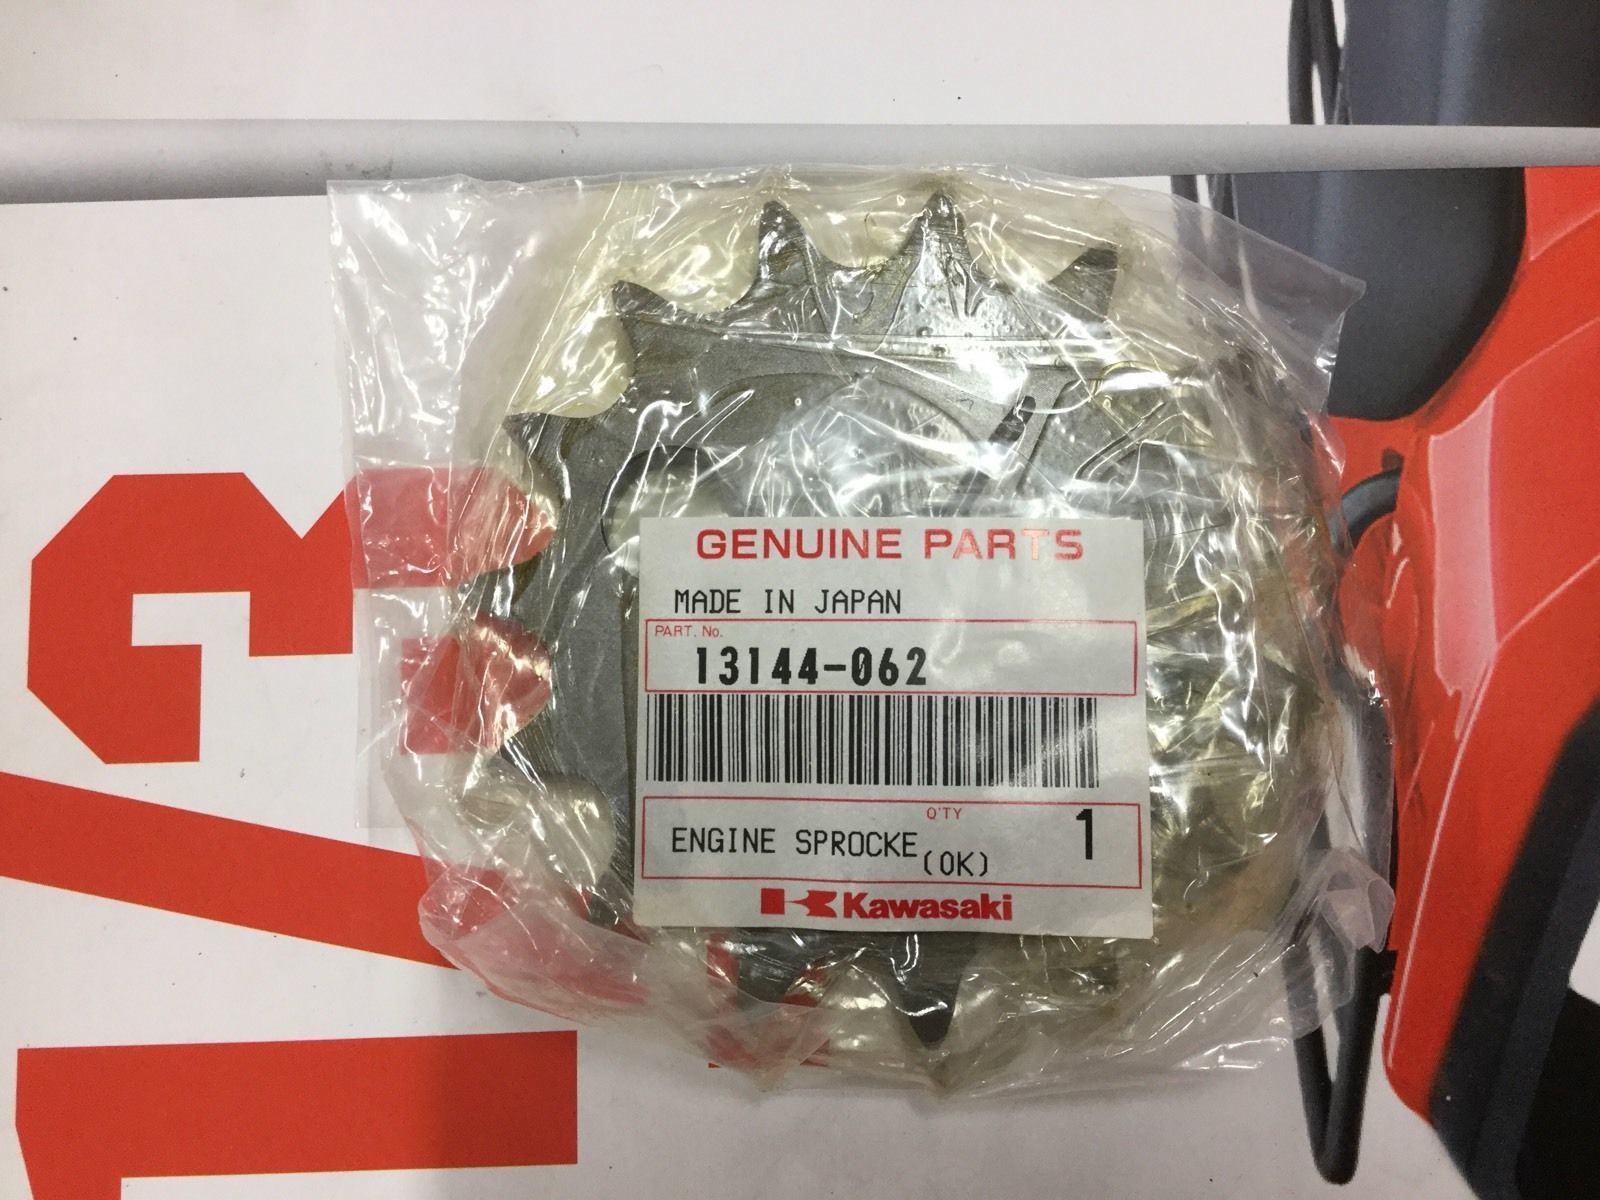 GENUINE PARTS
MADE IN JAPAN
PART. No.
13144-062
Q'TY
ENGINE SPROCKE(OK) 1
Kawasaki